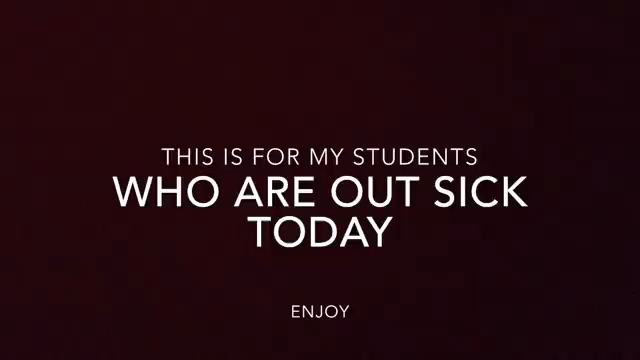 THIS IS FOR MY STUDENTS
WHO ARE OUT SICK
TODAY
ENJOY